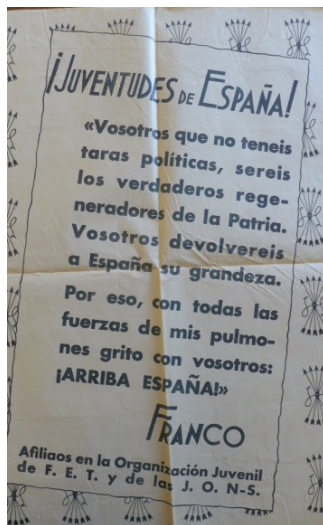 ¡JUVENTUDES DE ESPAÑA!
«Vosotros que no teneis
taras políticas, sereis
los verdaderos rege-
neradores de la Patria.
Vosotros devolvereis
a España su grandeza.
Por eso, con todas las
fuerzas de mis pulmo-
nes grito con vosotros:
¡ARRIBA ESPAÑA!»
FRANCO
Afiliaos en la Organización Juvenil
de F. E. T. y de las J. O. N-S.